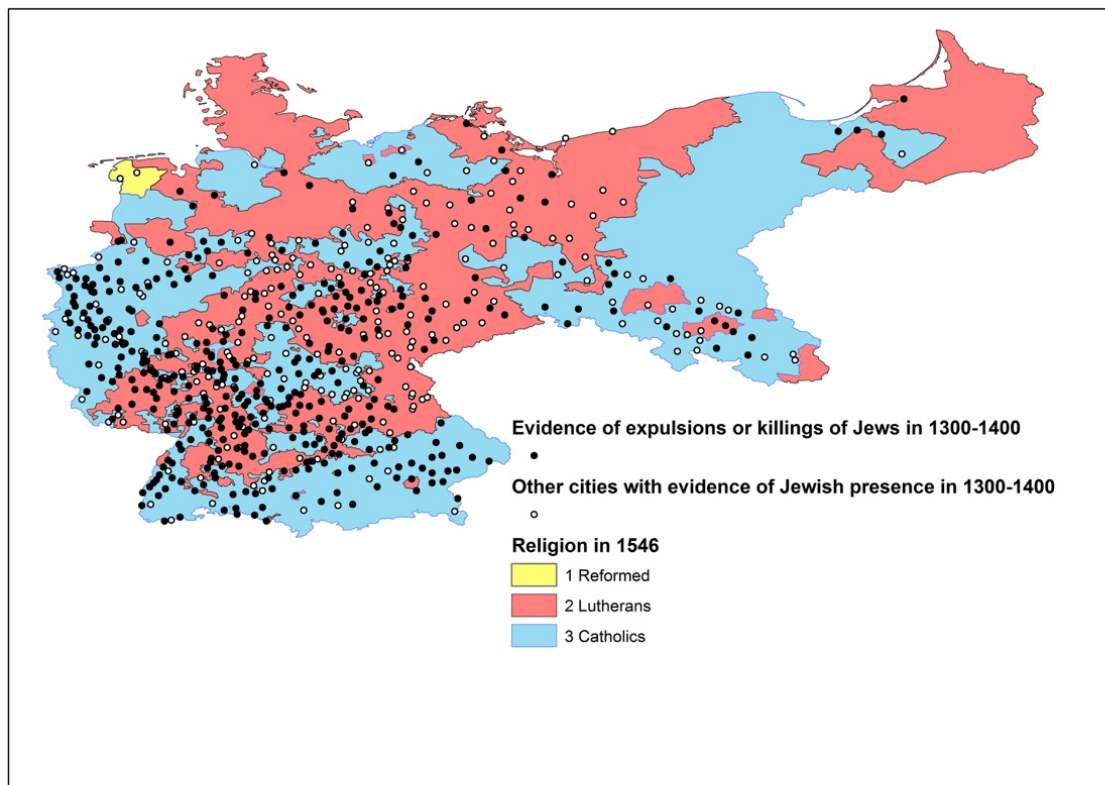 Evidence of expulsions or killings of Jews in 1300-1400
Other cities with evidence of Jewish presence in 1300-1400
Religion in 1546
1 Reformed
2 Lutherans
3 Catholics